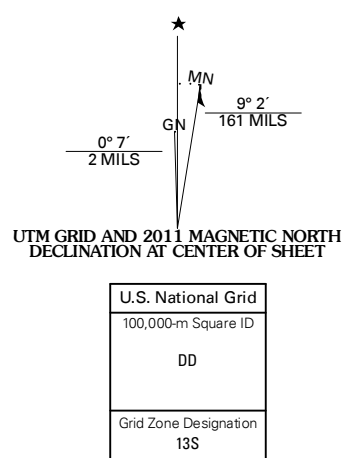 ★
MN
GN
9° 2´
161 MILS
0° 7´
2 MILS
UTM GRID AND 2011 MAGNETIC NORTH
DECLINATION AT CENTER OF SHEET
U.S. National Grid
100,000-m Square ID
DD
Grid Zone Designation
13S